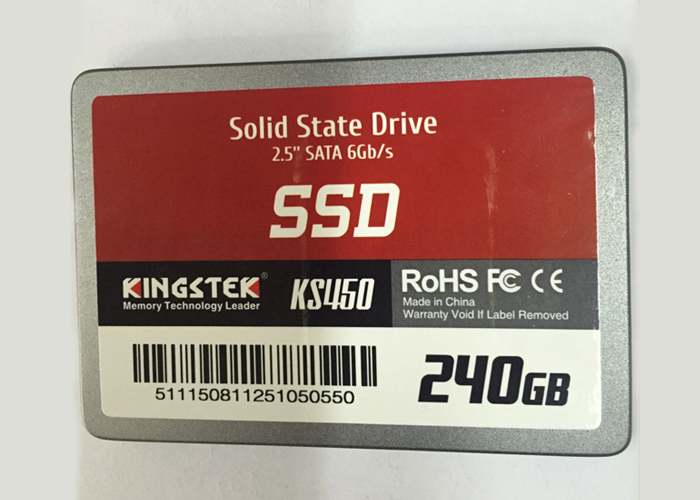 Solid State Drive
2.5" SATA 6Gb/s
SSD
KINGSTEK®
Memory Technology Leader
KS450
RoHS FC CE
Made in China
Warranty Void If Label Removed
511150811251050550
240GB